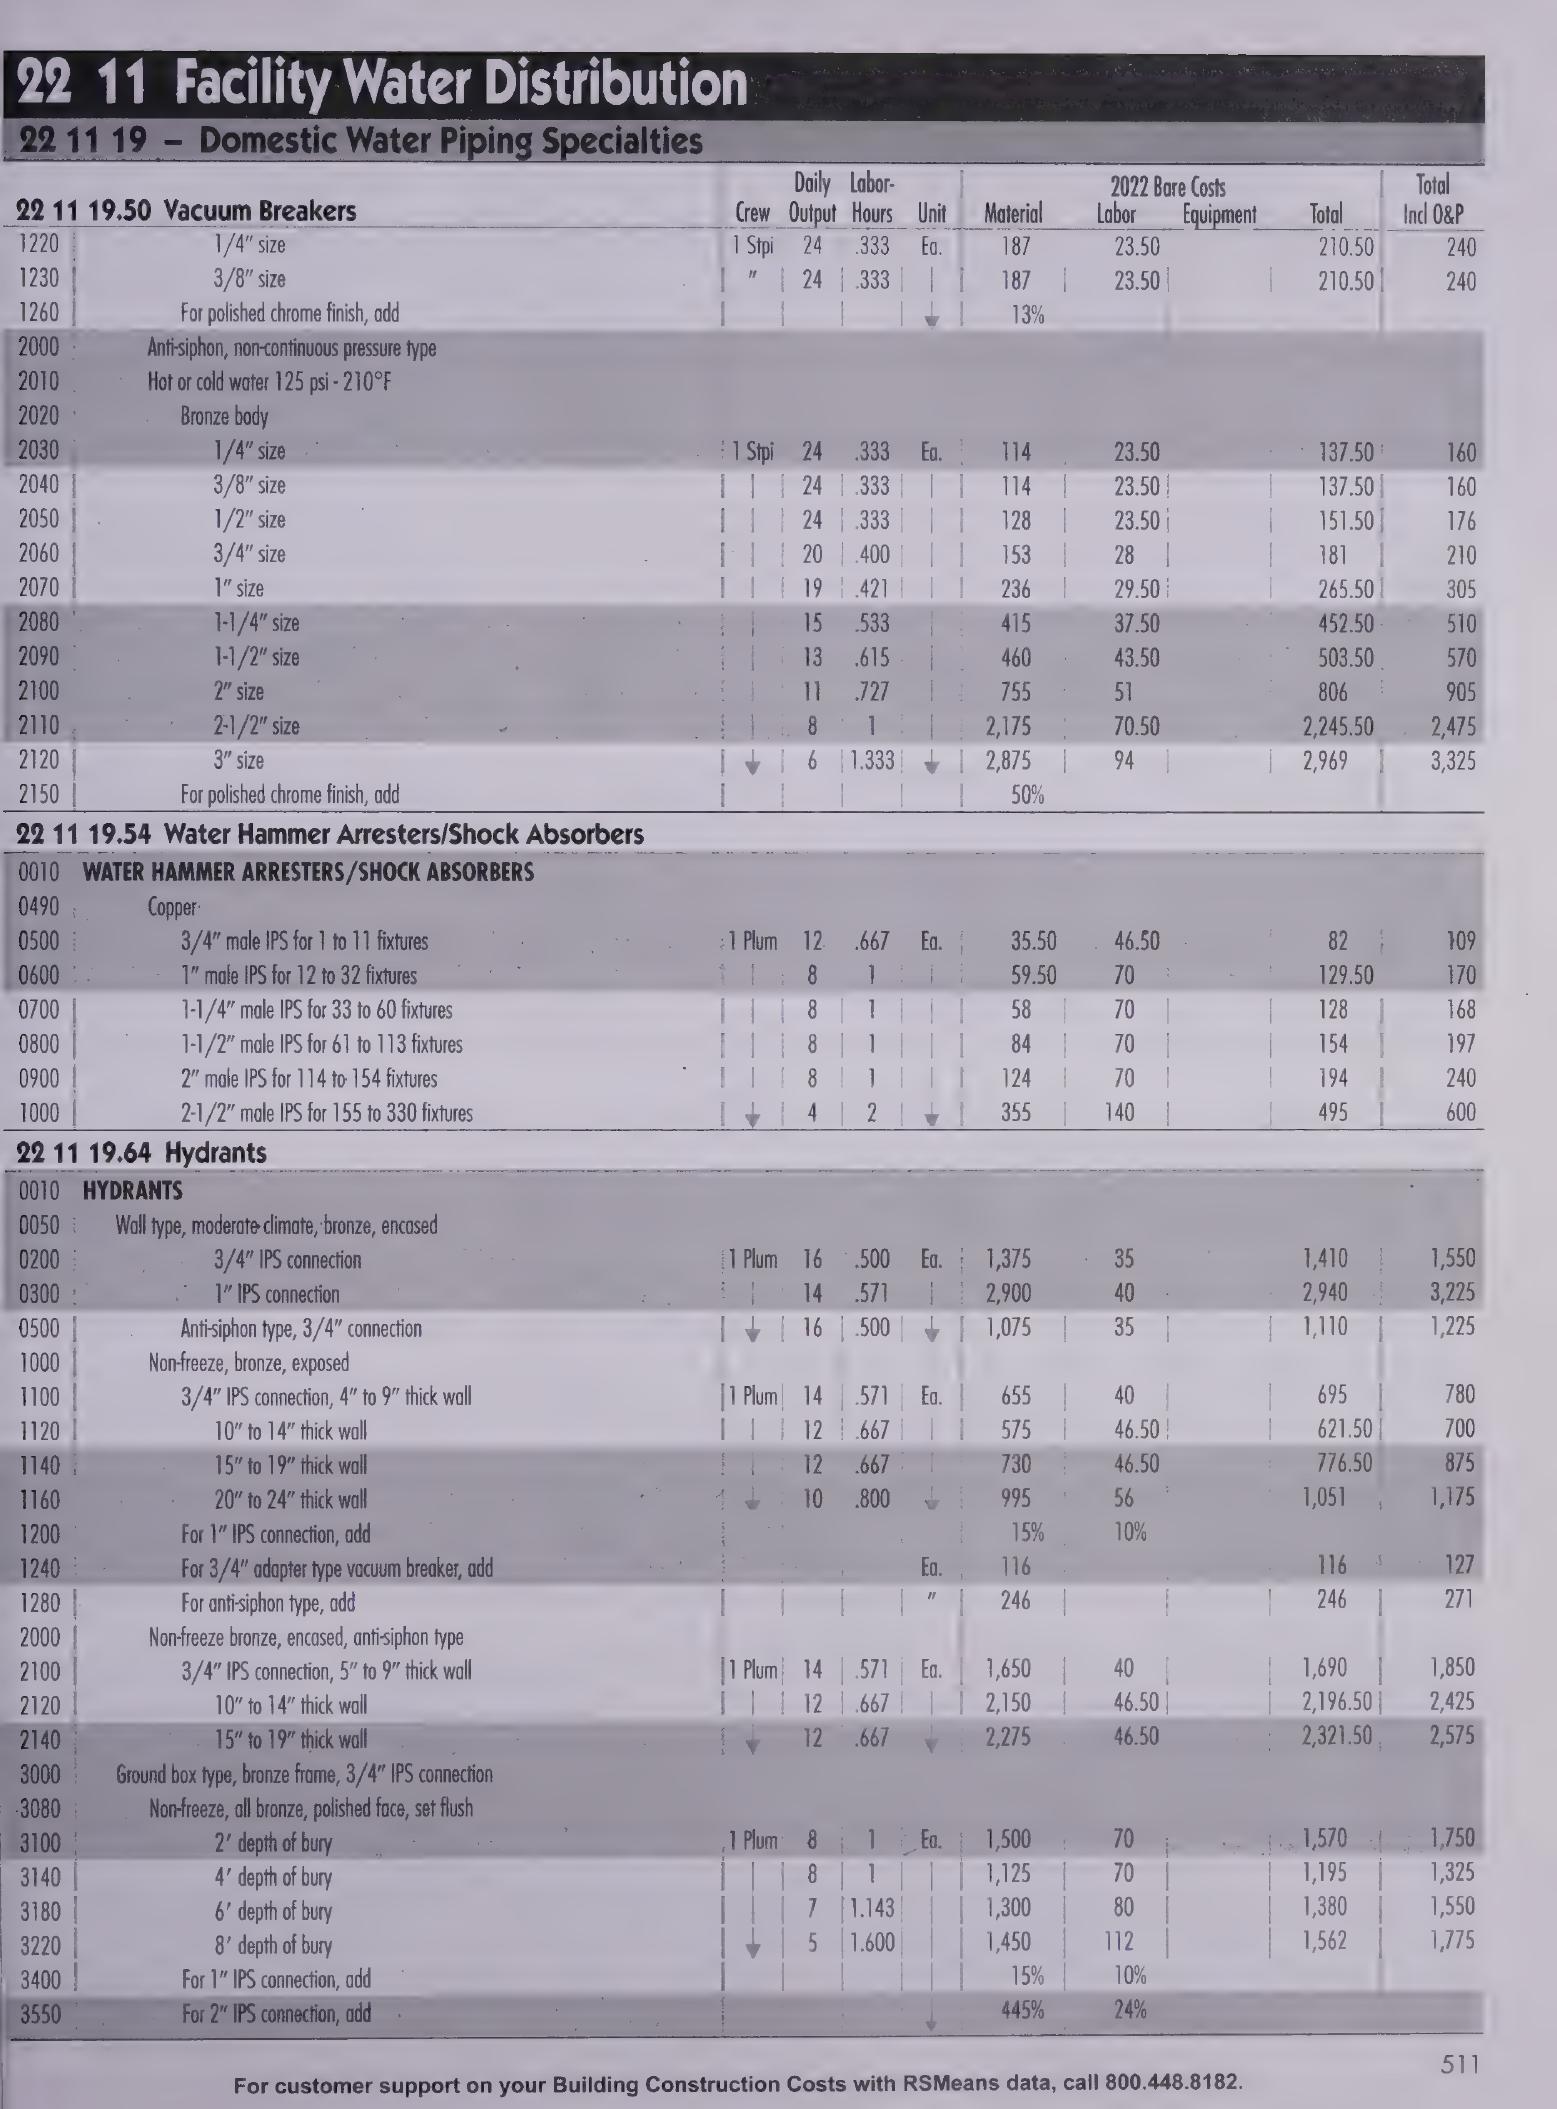 22 11 Facility Water Distribution
22 11 19 – Domestic Water Piping Specialties
Daily Labor- 2022 Bare Costs Total
22 11 19.50 Vacuum Breakers Crew Output Hours Unit Material Labor Equipment Total Incl O&P
1220 1/4" size 1 Stpi 24 .333 Ea. 187 23.50 210.50 240
1230 3/8" size " 24 .333 187 23.50 210.50 240
1260 For polished chrome finish, add 13%
2000 Anti-siphon, non-continuous pressure type
2010 Hot or cold water 125 psi - 210°F
2020 Bronze body
2030 1/4" size 1 Stpi 24 .333 Ea. 114 23.50 137.50 160
2040 3/8" size 24 .333 114 23.50 137.50 160
2050 1/2" size 24 .333 128 23.50 151.50 176
2060 3/4" size 20 .400 153 28 181 210
2070 1" size 19 .421 236 29.50 265.50 305
2080 1-1/4" size 15 .533 415 37.50 452.50 510
2090 1-1/2" size 13 .615 460 43.50 503.50 570
2100 2" size 11 .727 755 51 806 905
2110 2-1/2" size 8 1 2,175 70.50 2,245.50 2,475
2120 3" size 6 1.333 2,875 94 2,969 3,325
2150 For polished chrome finish, add 50%
22 11 19.54 Water Hammer Arresters/Shock Absorbers
0010 WATER HAMMER ARRESTERS/SHOCK ABSORBERS
0490 Copper
0500 3/4" male IPS for 1 to 11 fixtures 1 Plum 12 .667 Ea. 35.50 46.50 82 109
0600 1" male IPS for 12 to 32 fixtures 8 1 59.50 70 129.50 170
0700 1-1/4" male IPS for 33 to 60 fixtures 8 1 58 70 128 168
0800 1-1/2" male IPS for 61 to 113 fixtures 8 1 84 70 154 197
0900 2" male IPS for 114 to 154 fixtures 8 1 124 70 194 240
1000 2-1/2" male IPS for 155 to 330 fixtures 4 2 355 140 495 600
22 11 19.64 Hydrants
0010 HYDRANTS
0050 Wall type, moderate climate, bronze, encased
0200 3/4" IPS connection 1 Plum 16 .500 Ea. 1,375 35 1,410 1,550
0300 1" IPS connection 14 .571 2,900 40 2,940 3,225
0500 Anti-siphon type, 3/4" connection 16 .500 1,075 35 1,110 1,225
1000 Non-freeze, bronze, exposed
1100 3/4" IPS connection, 4" to 9" thick wall 1 Plum 14 .571 Ea. 655 40 695 780
1120 10" to 14" thick wall 12 .667 575 46.50 621.50 700
1140 15" to 19" thick wall 12 .667 730 46.50 776.50 875
1160 20" to 24" thick wall 10 .800 995 56 1,051 1,175
1200 For 1" IPS connection, add 15% 10%
1240 For 3/4" adapter type vacuum breaker, add Ea. 116 116 127
1280 For anti-siphon type, add " 246 246 271
2000 Non-freeze bronze, encased, anti-siphon type
2100 3/4" IPS connection, 5" to 9" thick wall 1 Plum 14 .571 Ea. 1,650 40 1,690 1,850
2120 10" to 14" thick wall 12 .667 2,150 46.50 2,196.50 2,425
2140 15" to 19" thick wall 12 .667 2,275 46.50 2,321.50 2,575
3000 Ground box type, bronze frame, 3/4" IPS connection
3080 Non-freeze, all bronze, polished face, set flush
3100 2' depth of bury 1 Plum 8 1 Ea. 1,500 70 1,570 1,750
3140 4' depth of bury 8 1 1,125 70 1,195 1,325
3180 6' depth of bury 7 1.143 1,300 80 1,380 1,550
3220 8' depth of bury 5 1.600 1,450 112 1,562 1,775
3400 For 1" IPS connection, add 15% 10%
3550 For 2" IPS connection, add 445% 24%
For customer support on your Building Construction Costs with RSMeans data, call 800.448.8182.
511